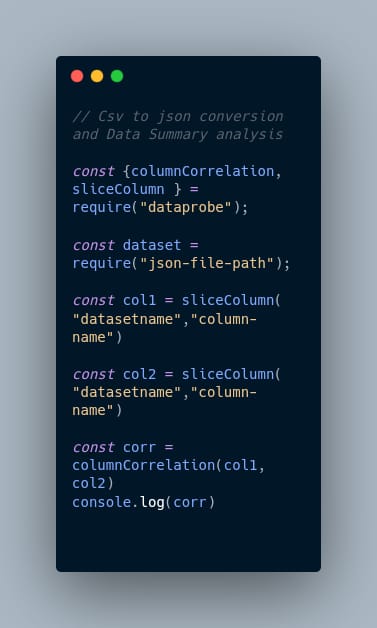 // Csv to json conversion
and Data Summary analysis
const {columnCorrelation,
sliceColumn } =
require("dataprobe");
const dataset =
require("json-file-path");
const col1 = sliceColumn(
"datasetname","column-
name")
const col2 = sliceColumn(
"datasetname","column-
name")
const corr =
columnCorrelation(col1,
col2)
console.log(corr)